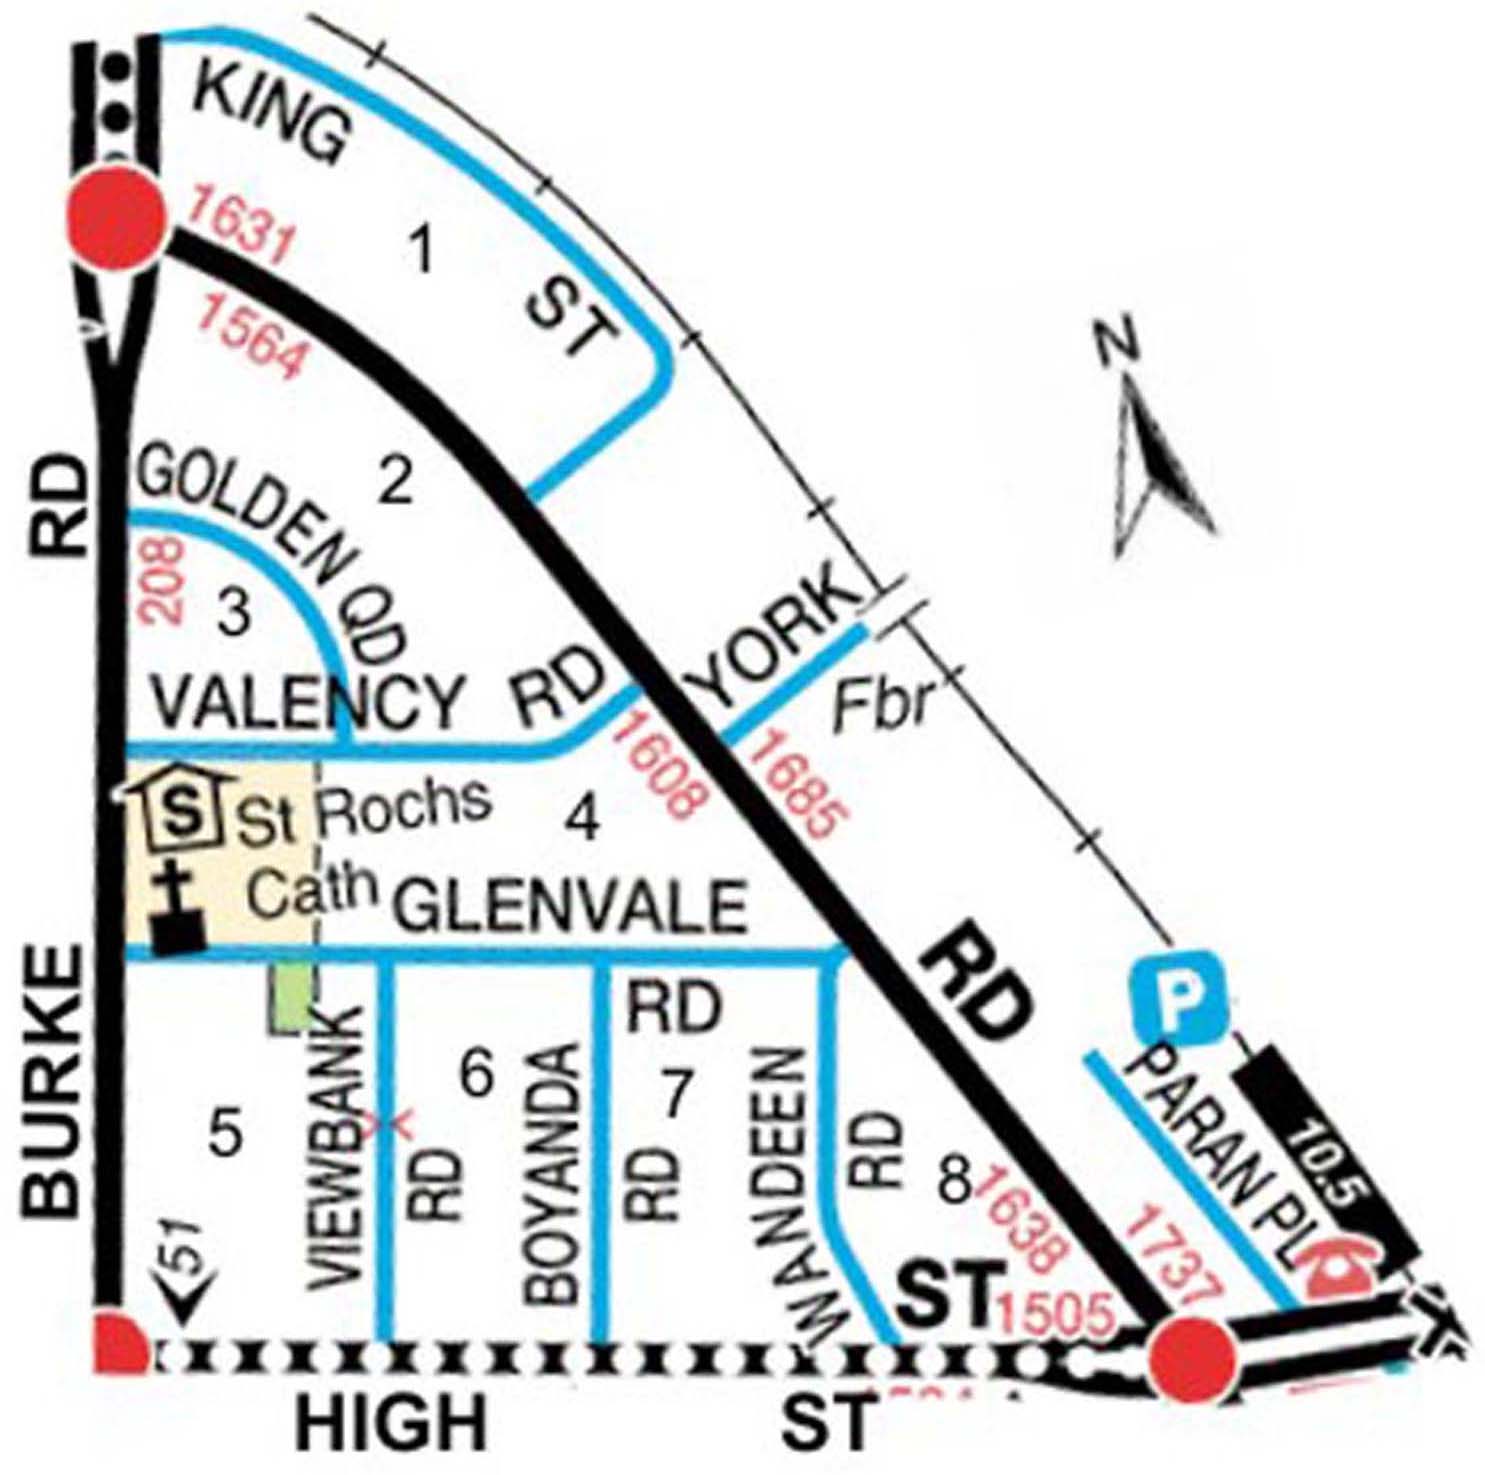 KING
ST
1631
1
1564
N
RD
GOLDEN QD
2
208
3
YORK
VALENCY RD
Fbr
1608
1685
S
St Rochs
4
Cath
GLENVALE
RD
RD
P
BURKE
VIEWBANK
RD
5
6
BOYANDA
RD
7
WANDEEN
RD
8
1638
PARAN PL
10.5
1737
51
ST
1505
HIGH ST